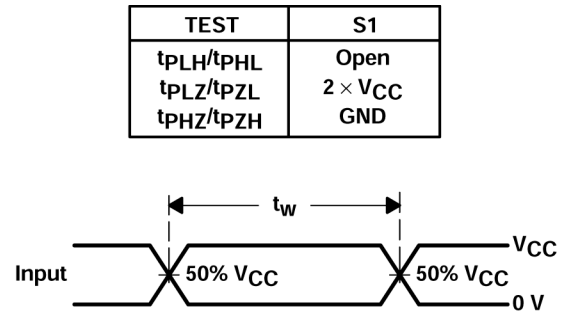 TEST S1
tPLH/tPHL Open
tPLZ/tPZL 2 × VCC
tPHZ/tPZH GND
tw
VCC
Input 50% VCC 50% VCC
0 V